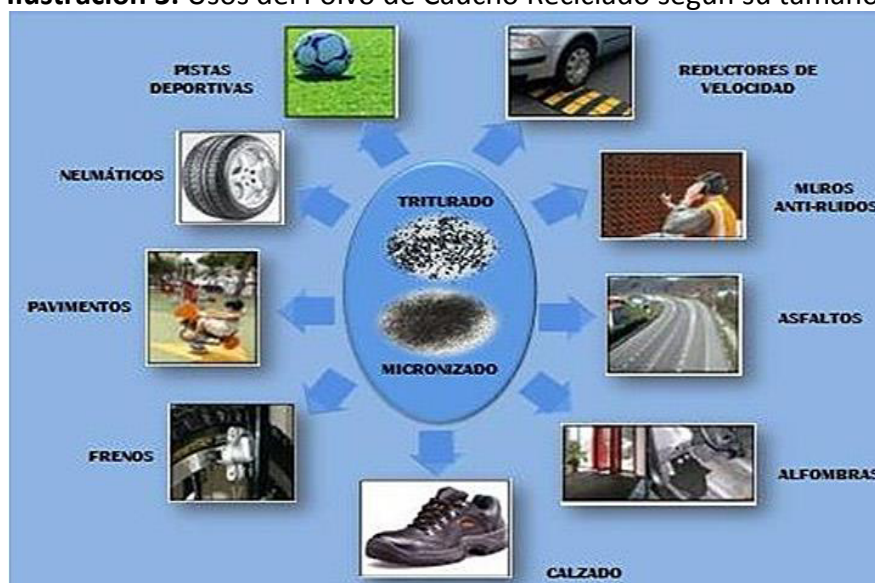 Ilustración 3. Usos del Polvo de Caucho Reciclado según su tamaño
PISTAS
DEPORTIVAS
REDUCTORES DE
VELOCIDAD
NEUMÁTICOS
TRITURADO
MUROS
ANTI-RUIDOS
PAVIMENTOS
ASFALTOS
MICRONIZADO
FRENOS
ALFOMBRAS
CALZADO